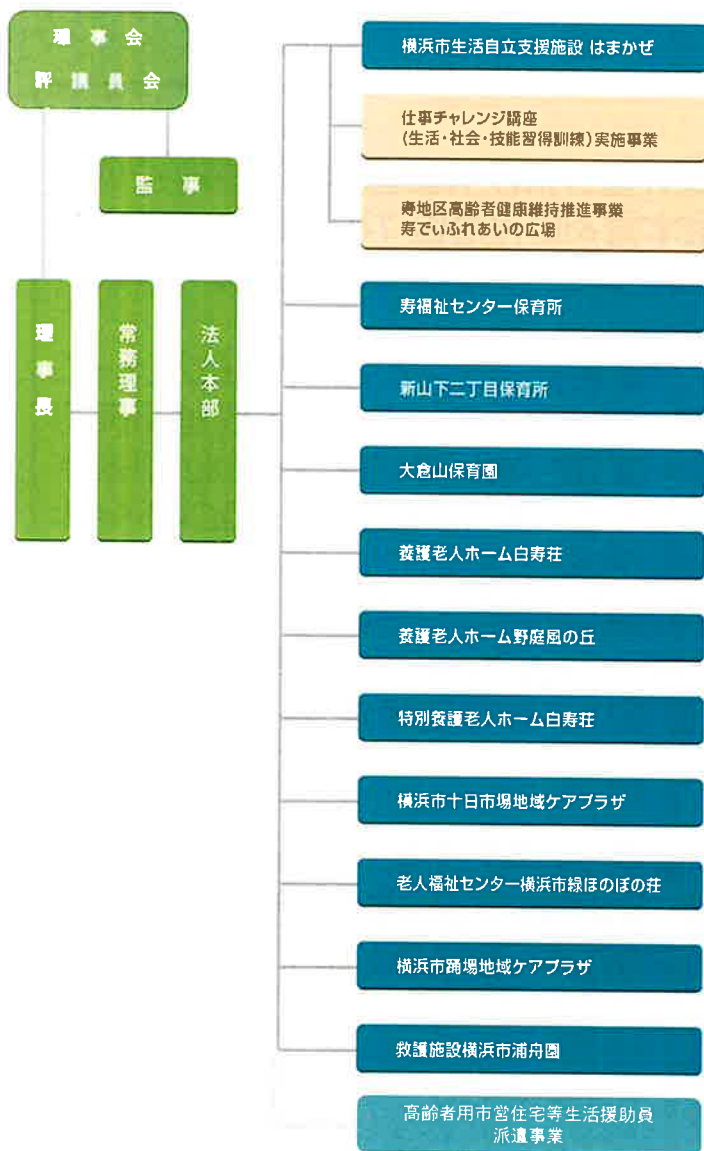 理事会
評議員会
監事
理事長
常務理事
法人本部
横浜市生活自立支援施設 はまかぜ
仕事チャレンジ講座
(生活・社会・技能習得訓練)実施事業
寿地区高齢者健康維持推進事業
寿でいふれあいの広場
寿福祉センター保育所
新山下二丁目保育所
大倉山保育園
養護老人ホーム白寿荘
養護老人ホーム野庭風の丘
特別養護老人ホーム白寿荘
横浜市十日市場地域ケアプラザ
老人福祉センター横浜市緑ほのぼの荘
横浜市踊場地域ケアプラザ
救護施設横浜市浦舟園
高齢者用市営住宅等生活援助員
派遣事業